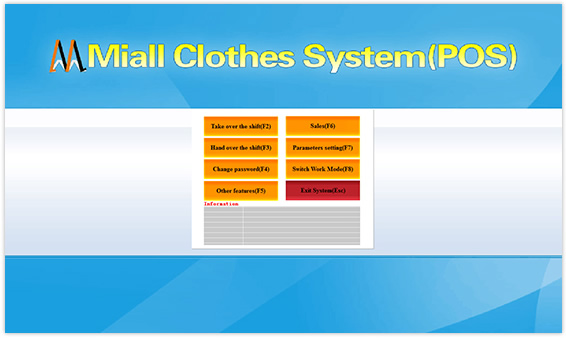 Miall Clothes System(POS)
Take over the shift(F2)
Sales(F6)
Hand over the shift(F3)
Parameters setting(F7)
Change password(F4)
Switch Work Mode(F8)
Other features(F5)
Exit System(Esc)
Information